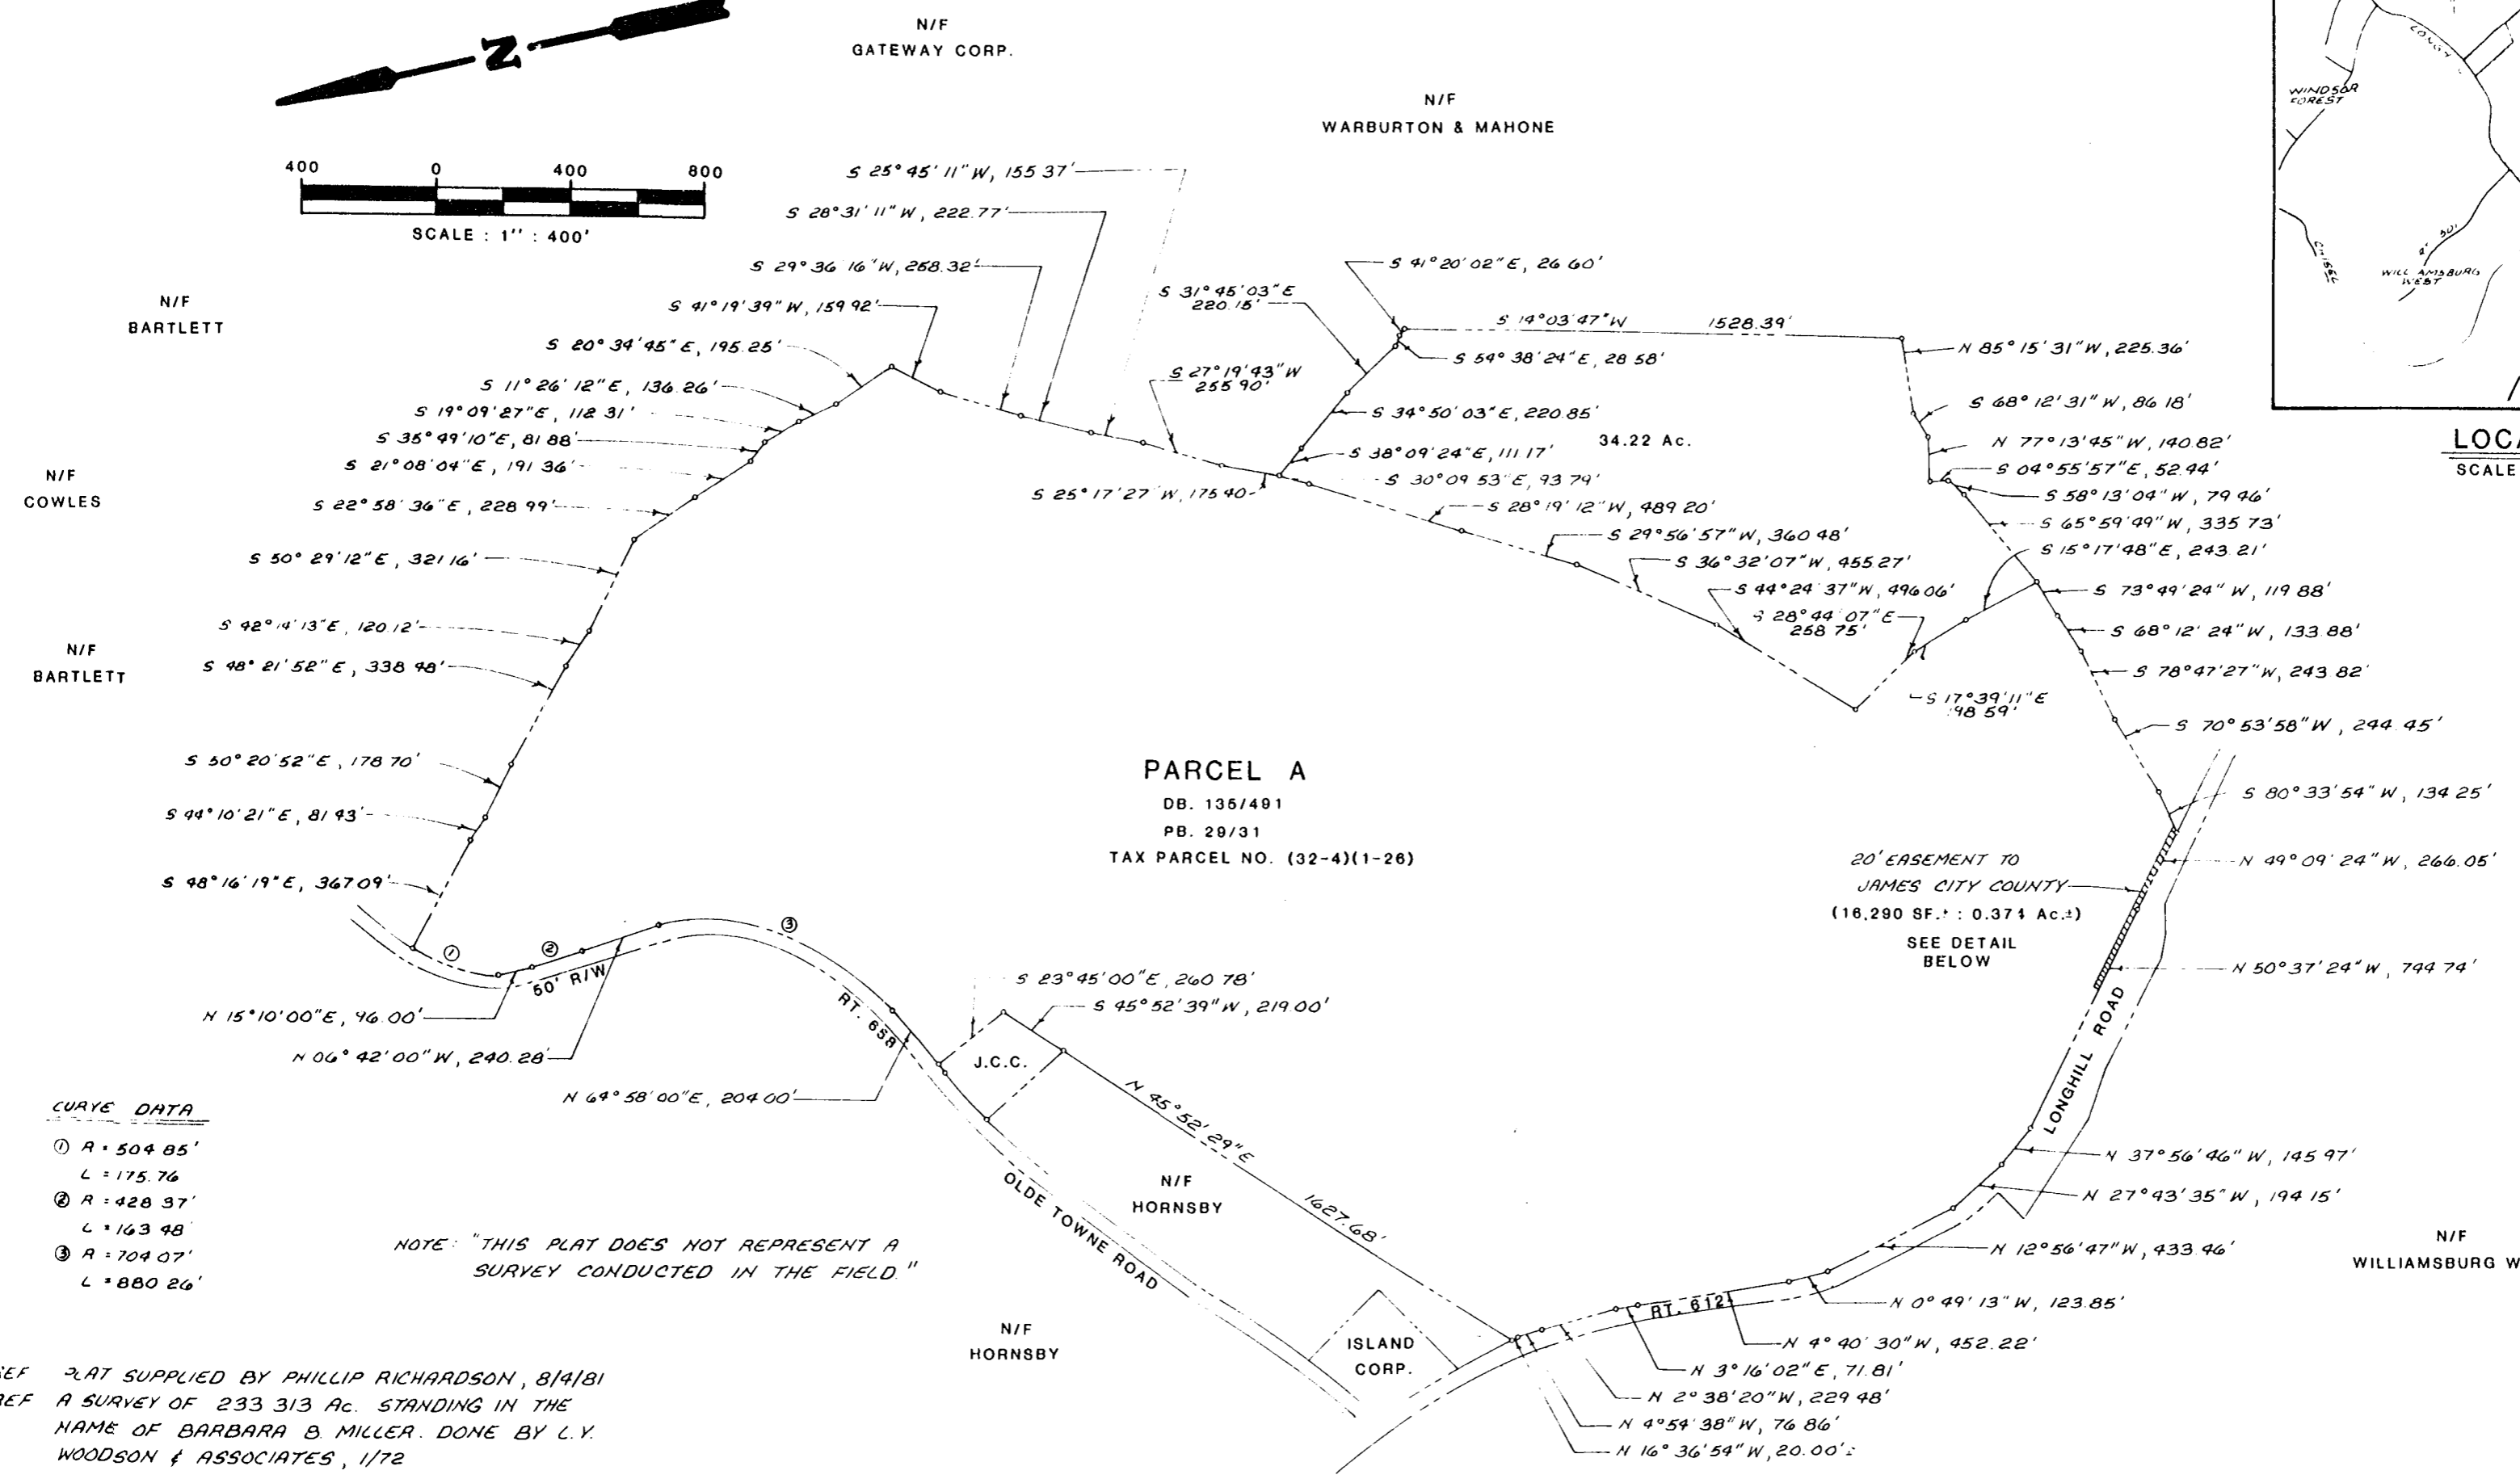 N
N/F
GATEWAY CORP.
N/F
WARBURTON & MAHONE
400 0 400 800
SCALE : 1" : 400'
N/F
BARTLETT
N/F
COWLES
N/F
BARTLETT
S 25° 45' 11" W, 155 37'
S 28° 31' 11" W, 222.77'
S 29° 36 16" W, 268.32'
S 41° 19' 39" W, 159 92'
S 20° 34' 45" E, 195.25'
S 11° 26' 12" E, 136.26'
S 19° 09' 27" E, 112 31'
S 35° 49' 10" E, 81 88'
S 21° 08' 04" E, 191 36'
S 22° 58' 36" E, 228 99'
S 50° 29' 12" E, 321 16'
S 42° 14' 13" E, 120.12'
S 48° 21' 52" E, 338 48'
S 50° 20' 52" E, 178 70'
S 44° 10' 21" E, 81 43'
S 48° 16' 19" E, 367 09'
S 41° 20' 02" E, 26 60'
S 31° 45' 03" E
220.15'
S 14° 03' 47" W 1528.39'
S 54° 38' 24" E, 28 58'
S 27° 19' 43" W
255 90'
S 34° 50' 03" E, 220.85'
34.22 Ac.
S 38° 09' 24" E, 111.17'
S 30° 09 53" E, 93 79'
S 25° 17' 27" W, 175 40
S 28° 19' 12" W, 489 20'
S 29° 56' 57" W, 360 48'
S 36° 32' 07" W, 455.27'
S 44° 24' 37" W, 496 06'
S 28° 44' 07" E
258 75'
S 17° 39' 11" E
98 59'
N 85° 15' 31" W, 225.36'
S 68° 12' 31" W, 86 18'
N 77° 13' 45" W, 140.82'
S 04° 55' 57" E, 52.44'
S 58° 13' 04" W, 79 46'
S 65° 59' 49" W, 335 73'
S 15° 17' 48" E, 243.21'
S 73° 49' 24" W, 119 88'
S 68° 12' 24" W, 133.88'
S 78° 47' 27" W, 243 82'
S 70° 53' 58" W, 244.45'
S 80° 33' 54" W, 134 25'
N 49° 09' 24" W, 266.05'
N 50° 37' 24" W, 744 74'
N 37° 56' 46" W, 145 97'
N 27° 43' 35" W, 194 15'
N 12° 56' 47" W, 433.46'
N 0° 49' 13" W, 123.85'
N 4° 40' 30" W, 452.22'
N 3° 16' 02" E, 71.81'
N 2° 38' 20" W, 229 48'
N 4° 54' 38" W, 76 86'
N 16° 36' 54" W, 20.00'
WINDSOR
FOREST
WILL AMSBURG
WEST
SCALE
PARCEL A
DB. 135/491
PB. 29/31
TAX PARCEL NO. (32-4)(1-26)
20' EASEMENT TO
JAMES CITY COUNTY
(16,290 SF.± : 0.374 Ac.±)
SEE DETAIL
BELOW
LONGHILL ROAD
RT. 612
1
2
3
60' R/W
RT. 658
N 15° 10' 00" E, 96.00'
N 06° 42' 00" W, 240.28'
N 64° 58' 00" E, 204 00'
S 23° 45' 00" E, 260 78'
S 45° 52' 39" W, 219.00'
J.C.C.
N 45° 52' 29" E
1627.68'
N/F
HORNSBY
OLDE TOWNE ROAD
N/F
HORNSBY
ISLAND
CORP.
N/F
WILLIAMSBURG W
CURVE DATA
① R = 504 85'
L = 175.76
② R = 428 37'
L = 163 48
③ R = 704 07'
L = 880 26'
NOTE: "THIS PLAT DOES NOT REPRESENT A
SURVEY CONDUCTED IN THE FIELD."
EF PLAT SUPPLIED BY PHILLIP RICHARDSON, 8/4/81
REF A SURVEY OF 233 313 Ac. STANDING IN THE
NAME OF BARBARA B. MILLER. DONE BY L.Y.
WOODSON & ASSOCIATES, 1/72